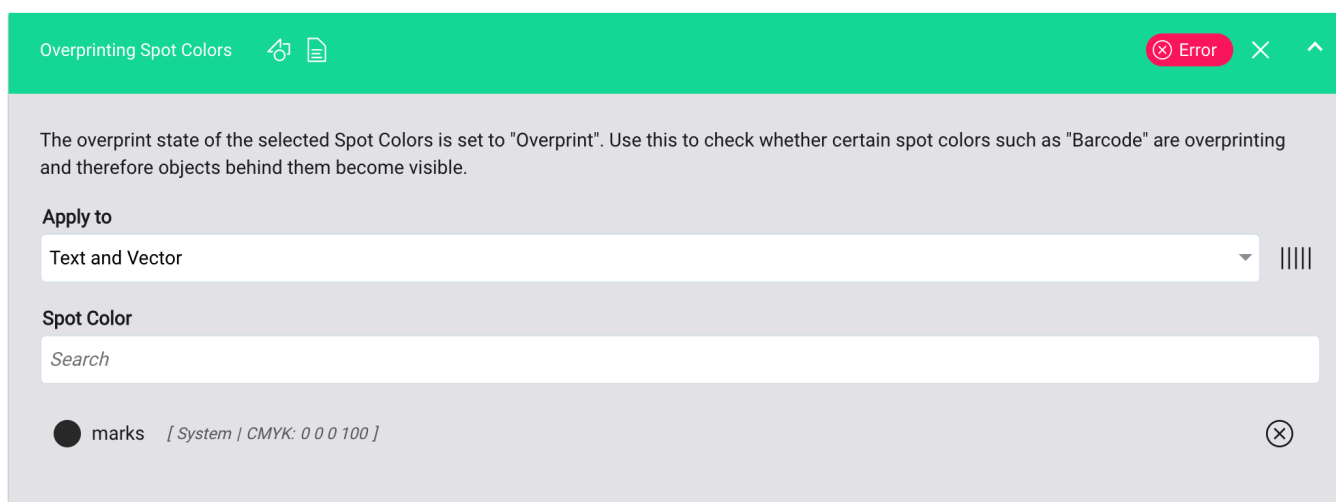 Overprinting Spot Colors
Error
The overprint state of the selected Spot Colors is set to "Overprint". Use this to check whether certain spot colors such as "Barcode" are overprinting
and therefore objects behind them become visible.
Apply to
Text and Vector
Spot Color
Search
marks [ System | CMYK: 0 0 0 100 ]